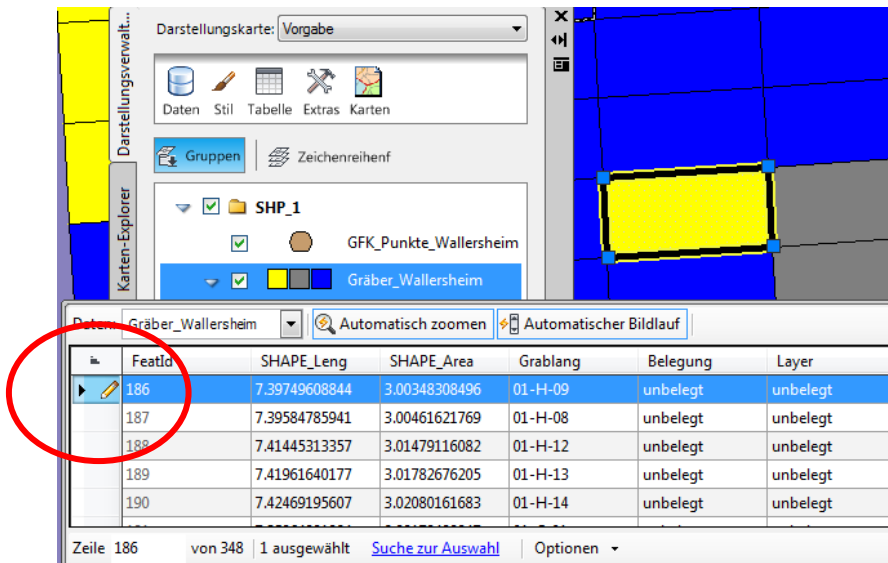 Darstellungsverwalt...
Karten-Explorer
Darstellungskarte: Vorgabe
Daten Stil Tabelle Extras Karten
Gruppen Zeichenreihenf
SHP_1
GFK_Punkte_Wallersheim
Gräber_Wallersheim
Daten: Gräber_Wallersheim Automatisch zoomen Automatischer Bildlauf
FeatId SHAPE_Leng SHAPE_Area Grablang Belegung Layer
186 7.39749608844 3.00348308496 01-H-09 unbelegt unbelegt
187 7.39584785941 3.00461621769 01-H-08 unbelegt unbelegt
188 7.41445313357 3.01479116082 01-H-12 unbelegt unbelegt
189 7.41961640177 3.01782676205 01-H-13 unbelegt unbelegt
190 7.42469195607 3.02080161683 01-H-14 unbelegt unbelegt
Zeile 186 von 348 1 ausgewählt Suche zur Auswahl Optionen